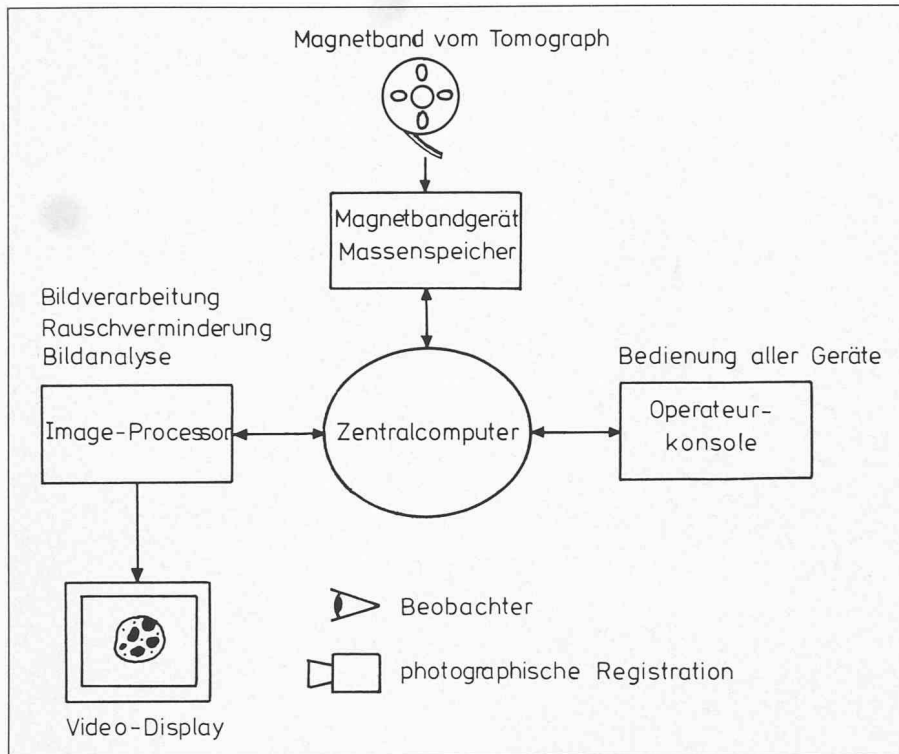 Magnetband vom Tomograph
Magnetbandgerät
Massenspeicher
Bildverarbeitung
Rauschverminderung
Bildanalyse
Bedienung aller Geräte
Image-Processor
Zentralcomputer
Operateur-
konsole
Beobachter
photographische Registration
Video-Display